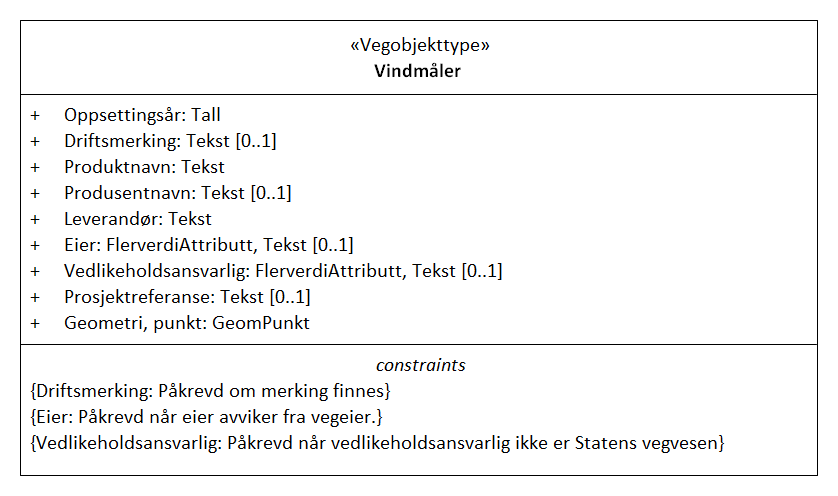 «Vegobjekttype»
Vindmåler
+ Oppsettingsår: Tall
+ Driftsmerking: Tekst [0..1]
+ Produktnavn: Tekst
+ Produsentnavn: Tekst [0..1]
+ Leverandør: Tekst
+ Eier: FlerverdiAttributt, Tekst [0..1]
+ Vedlikeholdsansvarlig: FlerverdiAttributt, Tekst [0..1]
+ Prosjektreferanse: Tekst [0..1]
+ Geometri, punkt: GeomPunkt
constraints
{Driftsmerking: Påkrevd om merking finnes}
{Eier: Påkrevd når eier avviker fra vegeier.}
{Vedlikeholdsansvarlig: Påkrevd når vedlikeholdsansvarlig ikke er Statens vegvesen}